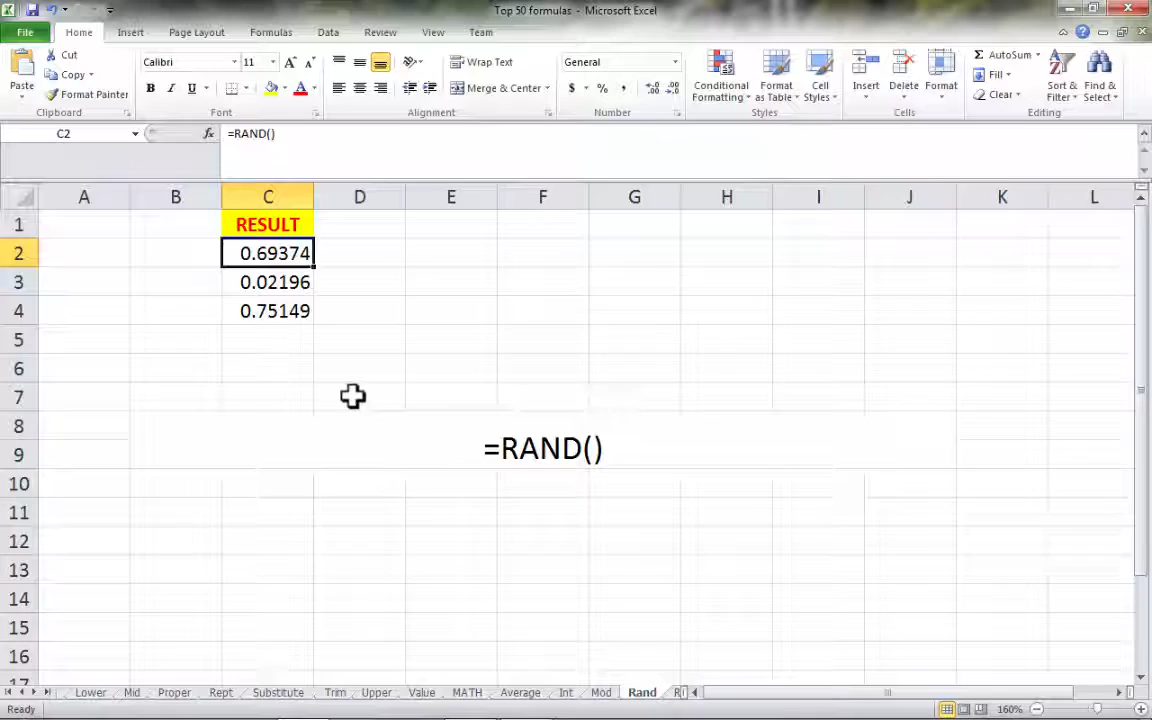 Top 50 formulas - Microsoft Excel
File Home Insert Page Layout Formulas Data Review View Team
Cut
Copy
Format Painter
Paste
Clipboard
Calibri 11
B I U
Font
Wrap Text
Merge & Center
Alignment
General
$ % ,
Number
Conditional Formatting
Format as Table
Cell Styles
Styles
Insert Delete Format
Cells
Σ AutoSum
Fill
Clear
Sort & Filter
Find & Select
Editing
C2 fx =RAND()
A B C D E F G H I J K L
1 RESULT
2 0.69374
3 0.02196
4 0.75149
5
6
7
8
=RAND()
9
10
11
12
13
14
15
16
17
Lower Mid Proper Rept Substitute Trim Upper Value MATH Average Int Mod Rand
Ready 160%